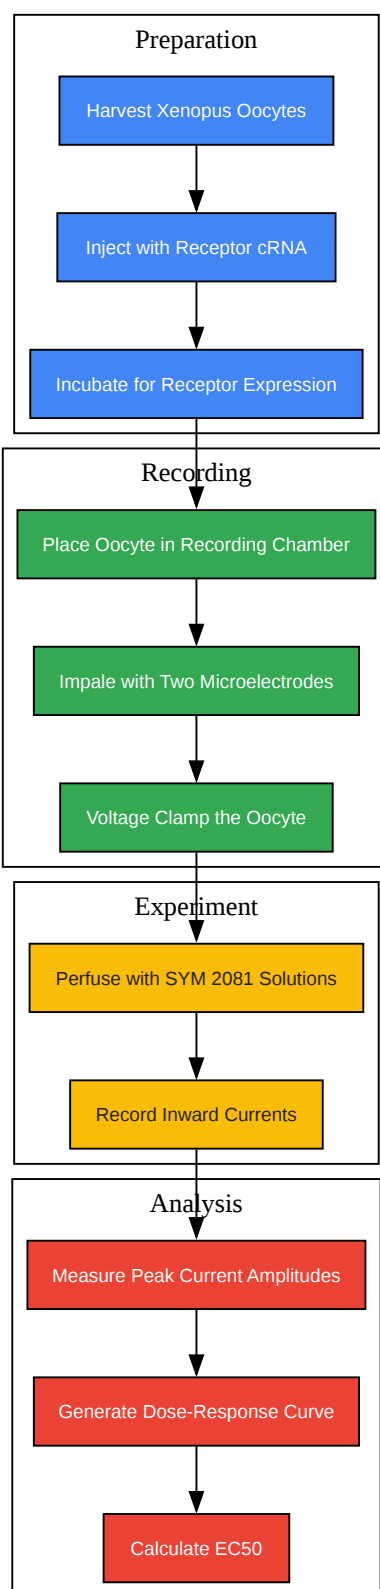 Preparation
Harvest Xenopus Oocytes
Inject with Receptor cRNA
Incubate for Receptor Expression
Recording
Place Oocyte in Recording Chamber
Impale with Two Microelectrodes
Voltage Clamp the Oocyte
Experiment
Perfuse with SYM 2081 Solutions
Record Inward Currents
Analysis
Measure Peak Current Amplitudes
Generate Dose-Response Curve
Calculate EC50